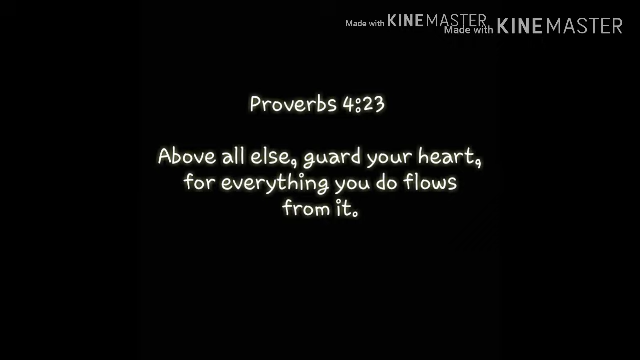 Made with KINEMASTER
Made with KINEMASTER
Proverbs 4:23
Above all else, guard your heart,
for everything you do flows
from it.